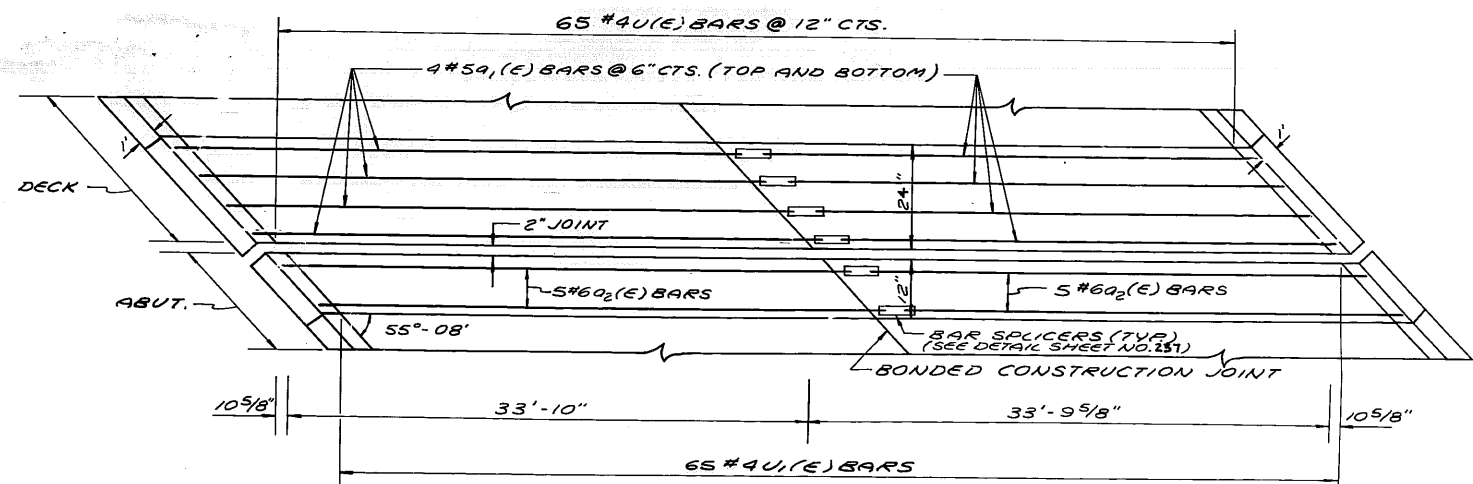 65 #4U(E) BARS @ 12" CTS.
4 #5a₁(E) BARS @ 6" CTS. (TOP AND BOTTOM)
1'
1'
DECK
24"
2" JOINT
ABUT.
5 #6a₂(E) BARS
12"
5 #6a₂(E) BARS
55°-08'
BAR SPLICERS (TYP)
(SEE DETAIL SHEET NO. 237)
BONDED CONSTRUCTION JOINT
10 5/8"
33'-10"
33'-9 5/8"
10 5/8"
65 #4U₁(E) BARS